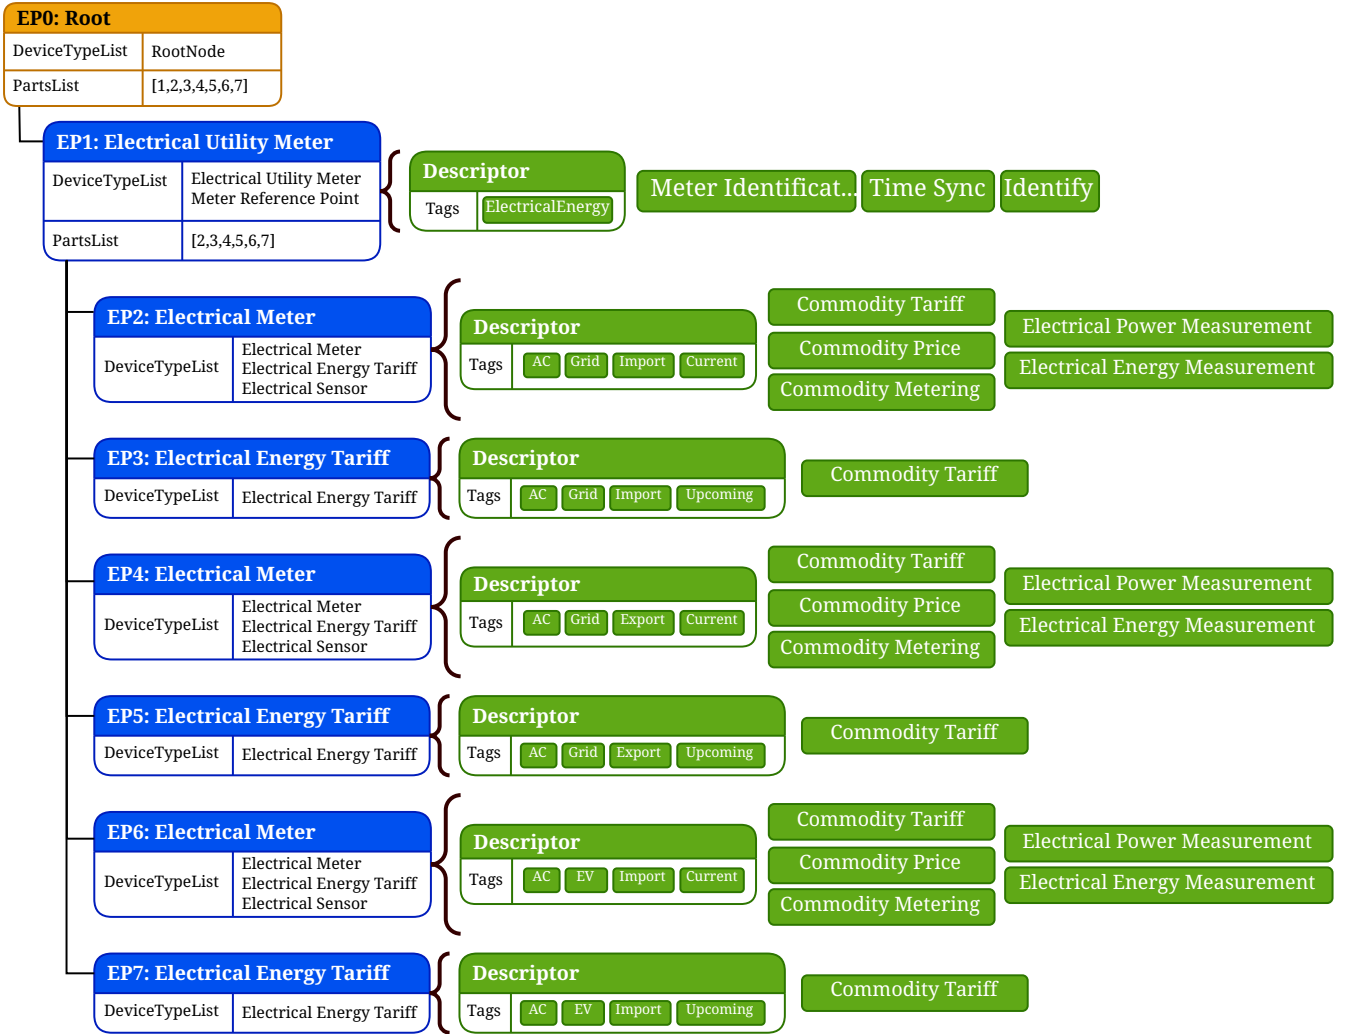 EP0: Root
DeviceTypeList RootNode
PartsList [1,2,3,4,5,6,7]
EP1: Electrical Utility Meter
DeviceTypeList Electrical Utility Meter
Meter Reference Point
PartsList [2,3,4,5,6,7]
Descriptor
Tags ElectricalEnergy
Meter Identificat... Time Sync Identify
EP2: Electrical Meter
DeviceTypeList
Electrical Meter
Electrical Energy Tariff
Electrical Sensor
Descriptor
Tags AC Grid Import Current
Commodity Tariff
Commodity Price
Commodity Metering
Electrical Power Measurement
Electrical Energy Measurement
EP3: Electrical Energy Tariff
DeviceTypeList Electrical Energy Tariff
Descriptor
Tags AC Grid Import Upcoming
Commodity Tariff
EP4: Electrical Meter
DeviceTypeList
Electrical Meter
Electrical Energy Tariff
Electrical Sensor
Descriptor
Tags AC Grid Export Current
Commodity Tariff
Commodity Price
Commodity Metering
Electrical Power Measurement
Electrical Energy Measurement
EP5: Electrical Energy Tariff
DeviceTypeList Electrical Energy Tariff
Descriptor
Tags AC Grid Export Upcoming
Commodity Tariff
EP6: Electrical Meter
DeviceTypeList
Electrical Meter
Electrical Energy Tariff
Electrical Sensor
Descriptor
Tags AC EV Import Current
Commodity Tariff
Commodity Price
Commodity Metering
Electrical Power Measurement
Electrical Energy Measurement
EP7: Electrical Energy Tariff
DeviceTypeList Electrical Energy Tariff
Descriptor
Tags AC EV Import Upcoming
Commodity Tariff